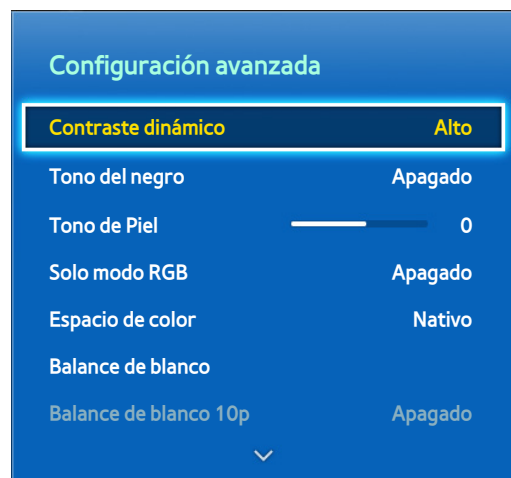 Configuración avanzada
Contraste dinámico Alto
Tono del negro Apagado
Tono de Piel 0
Solo modo RGB Apagado
Espacio de color Nativo
Balance de blanco
Balance de blanco 10p Apagado